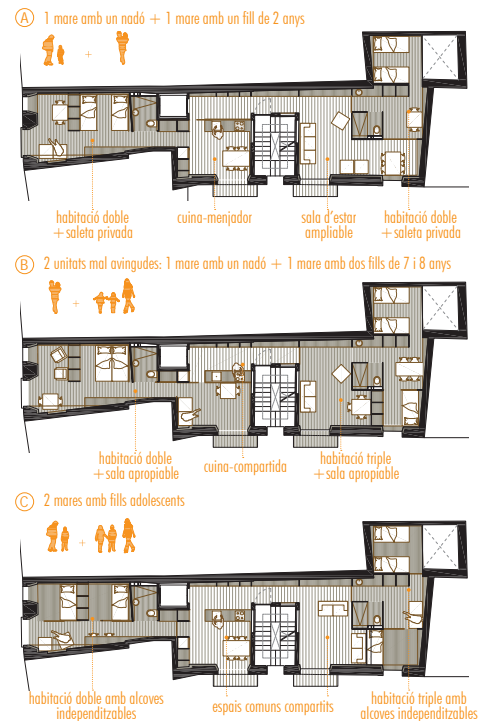 A 1 mare amb un nadó + 1 mare amb un fill de 2 anys
+
habitació doble
+ saleta privada
cuina-menjador
sala d'estar
ampliable
habitació doble
+ saleta privada
B 2 unitats mal avingudes: 1 mare amb un nadó + 1 mare amb dos fills de 7 i 8 anys
+
habitació doble
+ sala apropiable
cuina-compartida
habitació triple
+ sala apropiable
C 2 mares amb fills adolescents
+
habitació doble amb alcoves
independitzables
espais comuns compartits
habitació triple amb
alcoves independitzables